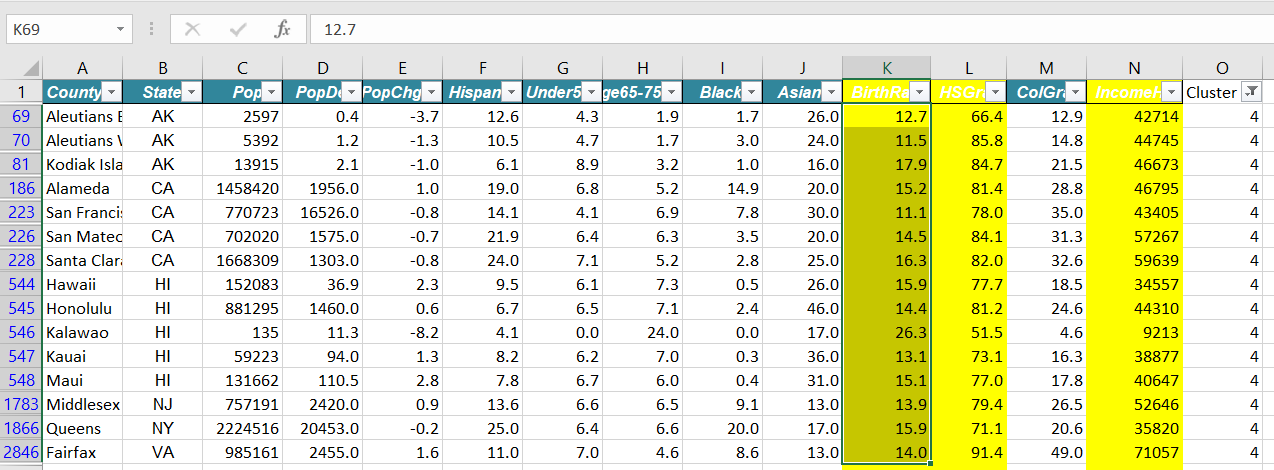 K69 fx 12.7
A B C D E F G H I J K L M N O
1 County State Pop PopDe PopChg Hispan Under5 ge65-75 Black Asian BirthRa HSGra ColGra IncomeH Cluster
69 Aleutians E AK 2597 0.4 -3.7 12.6 4.3 1.9 1.7 26.0 12.7 66.4 12.9 42714 4
70 Aleutians W AK 5392 1.2 -1.3 10.5 4.7 1.7 3.0 24.0 11.5 85.8 14.8 44745 4
81 Kodiak Isla AK 13915 2.1 -1.0 6.1 8.9 3.2 1.0 16.0 17.9 84.7 21.5 46673 4
186 Alameda CA 1458420 1956.0 1.0 19.0 6.8 5.2 14.9 20.0 15.2 81.4 28.8 46795 4
223 San Francis CA 770723 16526.0 -0.8 14.1 4.1 6.9 7.8 30.0 11.1 78.0 35.0 43405 4
226 San Mateo CA 702020 1575.0 -0.7 21.9 6.4 6.3 3.5 20.0 14.5 84.1 31.3 57267 4
228 Santa Clara CA 1668309 1303.0 -0.8 24.0 7.1 5.2 2.8 25.0 16.3 82.0 32.6 59639 4
544 Hawaii HI 152083 36.9 2.3 9.5 6.1 7.3 0.5 26.0 15.9 77.7 18.5 34557 4
545 Honolulu HI 881295 1460.0 0.6 6.7 6.5 7.1 2.4 46.0 14.4 81.2 24.6 44310 4
546 Kalawao HI 135 11.3 -8.2 4.1 0.0 24.0 0.0 17.0 26.3 51.5 4.6 9213 4
547 Kauai HI 59223 94.0 1.3 8.2 6.2 7.0 0.3 36.0 13.1 73.1 16.3 38877 4
548 Maui HI 131662 110.5 2.8 7.8 6.7 6.0 0.4 31.0 15.1 77.0 17.8 40647 4
1783 Middlesex NJ 757191 2420.0 0.9 13.6 6.6 6.5 9.1 13.0 13.9 79.4 26.5 52646 4
1866 Queens NY 2224516 20453.0 -0.2 25.0 6.4 6.6 20.0 17.0 15.9 71.1 20.6 35820 4
2846 Fairfax VA 985161 2455.0 1.6 11.0 7.0 4.6 8.6 13.0 14.0 91.4 49.0 71057 4